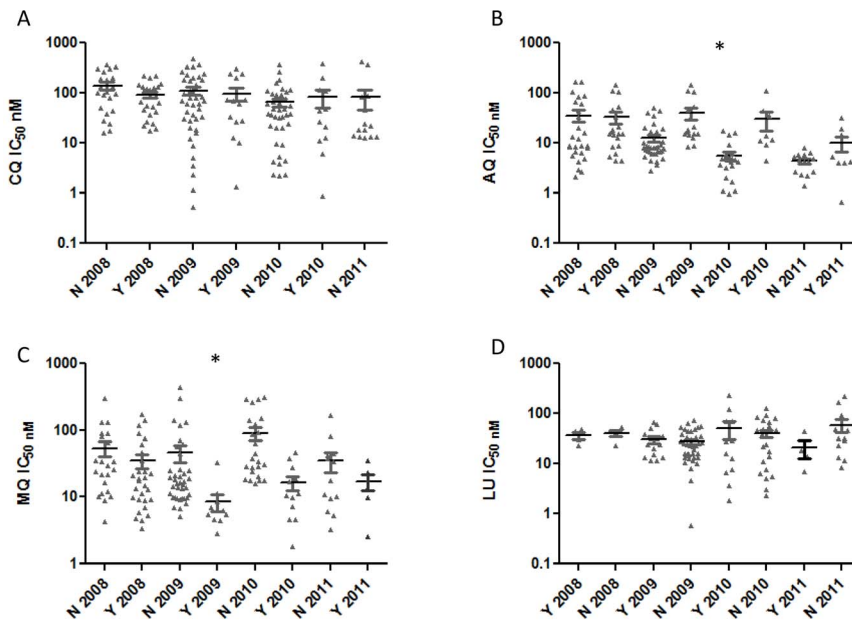 A
CQ IC50 nM
1000
100
10
1
0.1
N 2008
Y 2008
N 2009
Y 2009
N 2010
Y 2010
N 2011
B
*
AQ IC50 nM
1000
100
10
1
0.1
N 2008
Y 2008
N 2009
Y 2009
N 2010
Y 2010
N 2011
Y 2011
C
*
MQ IC50 nM
1000
100
10
1
N 2008
Y 2008
N 2009
Y 2009
N 2010
Y 2010
N 2011
Y 2011
D
LU IC50 nM
1000
100
10
1
0.1
Y 2008
N 2008
Y 2009
N 2009
Y 2010
N 2010
Y 2011
N 2011